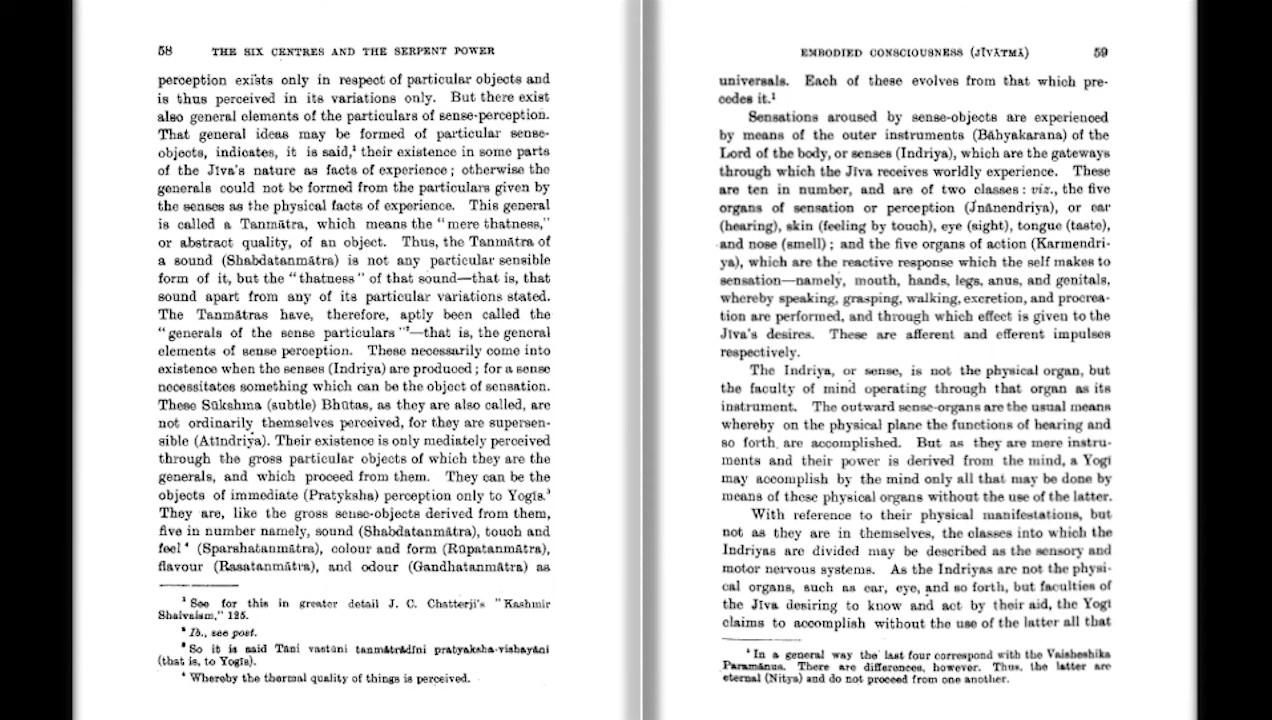 58 THE SIX CENTRES AND THE SERPENT POWER
perception exists only in respect of particular objects and
is thus perceived in its variations only. But there exist
also general elements of the particulars of sense-perception.
That general ideas may be formed of particular sense-
objects, indicates, it is said,¹ their existence in some parts
of the Jīva's nature as facts of experience; otherwise the
generals could not be formed from the particulars given by
the senses as the physical facts of experience. This general
is called a Tanmātra, which means the "mere thatness,"
or abstract quality, of an object. Thus, the Tanmātra of
a sound (Shabdatanmātra) is not any particular sensible
form of it, but the "thatness" of that sound—that is, that
sound apart from any of its particular variations stated.
The Tanmātras have, therefore, aptly been called the
"generals of the sense particulars"²—that is, the general
elements of sense perception. These necessarily come into
existence when the senses (Indriya) are produced; for a sense
necessitates something which can be the object of sensation.
These Sūkshma (subtle) Bhūtas, as they are also called, are
not ordinarily themselves perceived, for they are supersen-
sible (Atīndriya). Their existence is only mediately perceived
through the gross particular objects of which they are the
generals, and which proceed from them. They can be the
objects of immediate (Pratyksha) perception only to Yogīs.³
They are, like the gross sense-objects derived from them,
five in number namely, sound (Shabdatanmātra), touch and
feel⁴ (Sparshatanmātra), colour and form (Rūpatanmātra),
flavour (Rasatanmātra), and odour (Gandhatanmātra) as
¹ See for this in greater detail J. C. Chatterji's "Kashmir
Shaivaism," 125.
² Ib., see post.
³ So it is said Tāni vastūni tanmātrādīni pratyaksha-vishayāni
(that is, to Yogīs).
⁴ Whereby the thermal quality of things is perceived.
EMBODIED CONSCIOUSNESS (JĪVĀTMĀ) 59
universals. Each of these evolves from that which pre-
cedes it.¹
Sensations aroused by sense-objects are experienced
by means of the outer instruments (Bāhyakarana) of the
Lord of the body, or senses (Indriya), which are the gateways
through which the Jīva receives worldly experience. These
are ten in number, and are of two classes: viz., the five
organs of sensation or perception (Jnānendriya), or ear
(hearing), skin (feeling by touch), eye (sight), tongue (taste),
and nose (smell); and the five organs of action (Karmendri-
ya), which are the reactive response which the self makes to
sensation—namely, mouth, hands, legs, anus, and genitals,
whereby speaking, grasping, walking, excretion, and procrea-
tion are performed, and through which effect is given to the
Jīva's desires. These are afferent and efferent impulses
respectively.
The Indriya, or sense, is not the physical organ, but
the faculty of mind operating through that organ as its
instrument. The outward sense-organs are the usual means
whereby on the physical plane the functions of hearing and
so forth are accomplished. But as they are mere instru-
ments and their power is derived from the mind, a Yogī
may accomplish by the mind only all that may be done by
means of these physical organs without the use of the latter.
With reference to their physical manifestations, but
not as they are in themselves, the classes into which the
Indriyas are divided may be described as the sensory and
motor nervous systems. As the Indriyas are not the physi-
cal organs, such as ear, eye, and so forth, but faculties of
the Jīva desiring to know and act by their aid, the Yogī
claims to accomplish without the use of the latter all that
¹ In a general way the last four correspond with the Vaisheshika
Paramānus. There are differences, however. Thus, the latter are
eternal (Nitya) and do not proceed from one another.